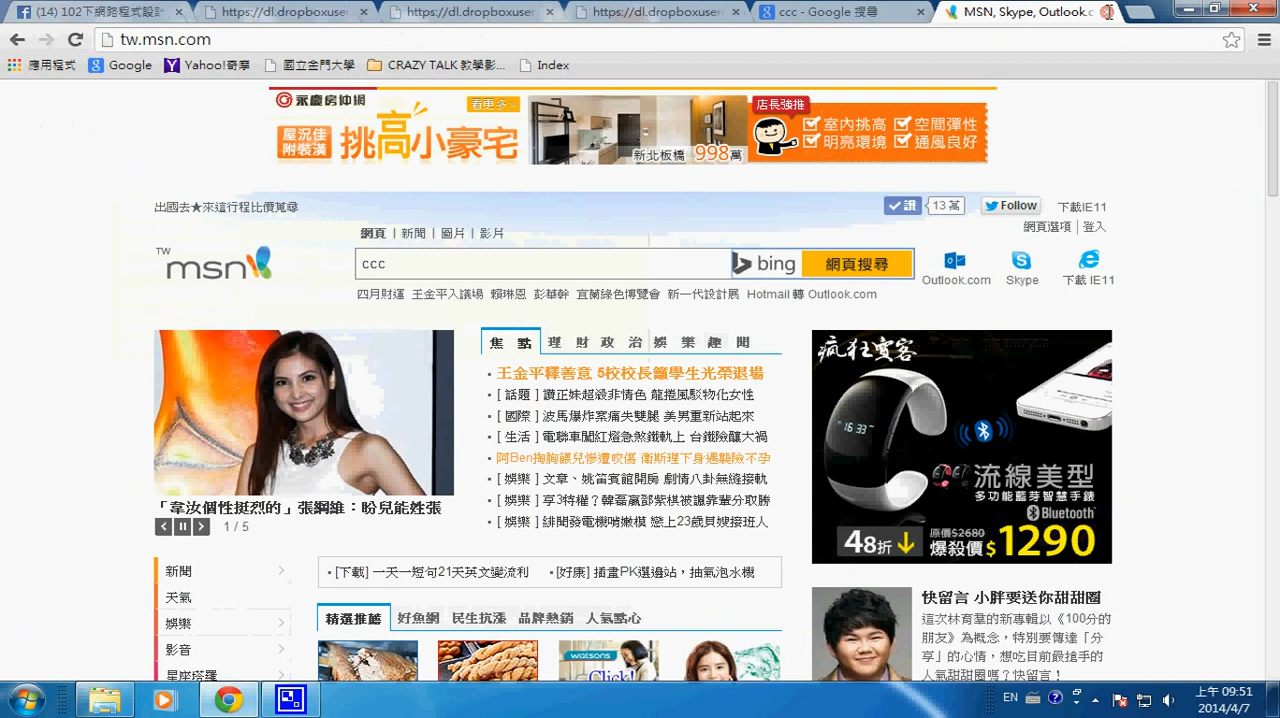 (14) 102下網路程式設計
https://dl.dropboxuser
https://dl.dropboxuser
https://dl.dropboxuser
ccc - Google 搜尋
MSN, Skype, Outlook.c
tw.msn.com
應用程式
Google
Yahoo!奇摩
國立金門大學
CRAZY TALK 教學影...
Index
永慶房仲網
看更多
屋況佳
附裝潢
挑高小豪宅
新北板橋 998萬
店長強推
室內挑高
空間彈性
明亮環境
通風良好
出國去★來這行程比價蒐尋
讚
13 萬
Follow
下載IE11
網頁選項 | 登入
網頁 | 新聞 | 圖片 | 影片
TW
msn
ccc
bing
網頁搜尋
Outlook.com
Skype
下載 IE11
四月財運 王金平入議場 賴琳恩 彭華幹 宜蘭綠色博覽會 新一代設計展 Hotmail 轉 Outlook.com
焦 點 理 財 政 治 娛 樂 趣 聞
王金平釋善意 5校校長籲學生光榮退場
[ 話題 ] 讚正妹超殺非情色 龍捲風駁物化女性
[ 國際 ] 波馬爆炸案痛失雙腿 美男重新站起來
[ 生活 ] 電聯車闖紅燈急煞鐵軌上 台鐵險釀大禍
阿Ben掏胸餵兒慘遭咬傷 衛斯理下身遇襲險不孕
[ 娛樂 ] 文章、姚笛賓館開房 劇情八卦無縫接軌
[ 娛樂 ] 享3特權？韓磊贏鄧紫棋被譏靠輩分取勝
[ 娛樂 ] 緋聞發電機哨嫩模 戀上23歲貝嫂接班人
「韋汝個性挺烈的」張綱維：盼兒能姓張
1 / 5
瘋狂賣客
16 33
流線美型
多功能藍芽智慧手錶
Bluetooth
48折
原價$2680
爆殺價$1290
新聞
天氣
娛樂
影音
星座塔羅
[下載] 一天一短句21天英文變流利
[好康] 插畫PK選邊站，抽氣泡水機
精選推薦 好魚網 民生抗漲 品牌熱銷 人氣點心
watsons
Click!
快留言 小胖要送你甜甜圈
這次林育羣的新專輯以《100分的
朋友》為概念，特別要傳達「分
享」的心情，想吃目前最搶手的
人氣甜甜圈嗎？快留言！
EN
上午 09:51
2014/4/7